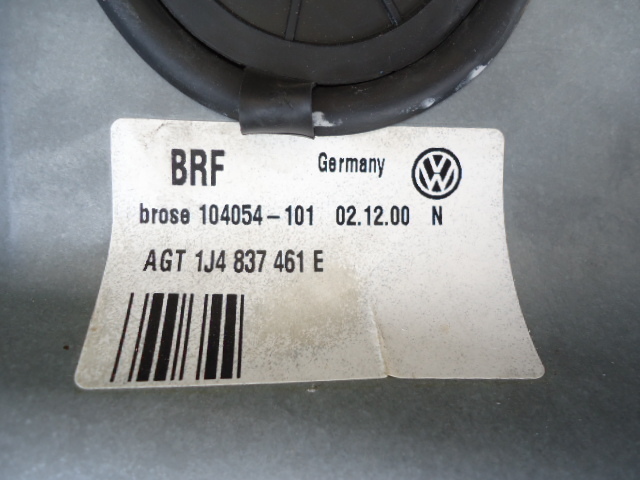 BRF Germany
brose 104054-101 02.12.00 N
AGT 1J4 837 461 E